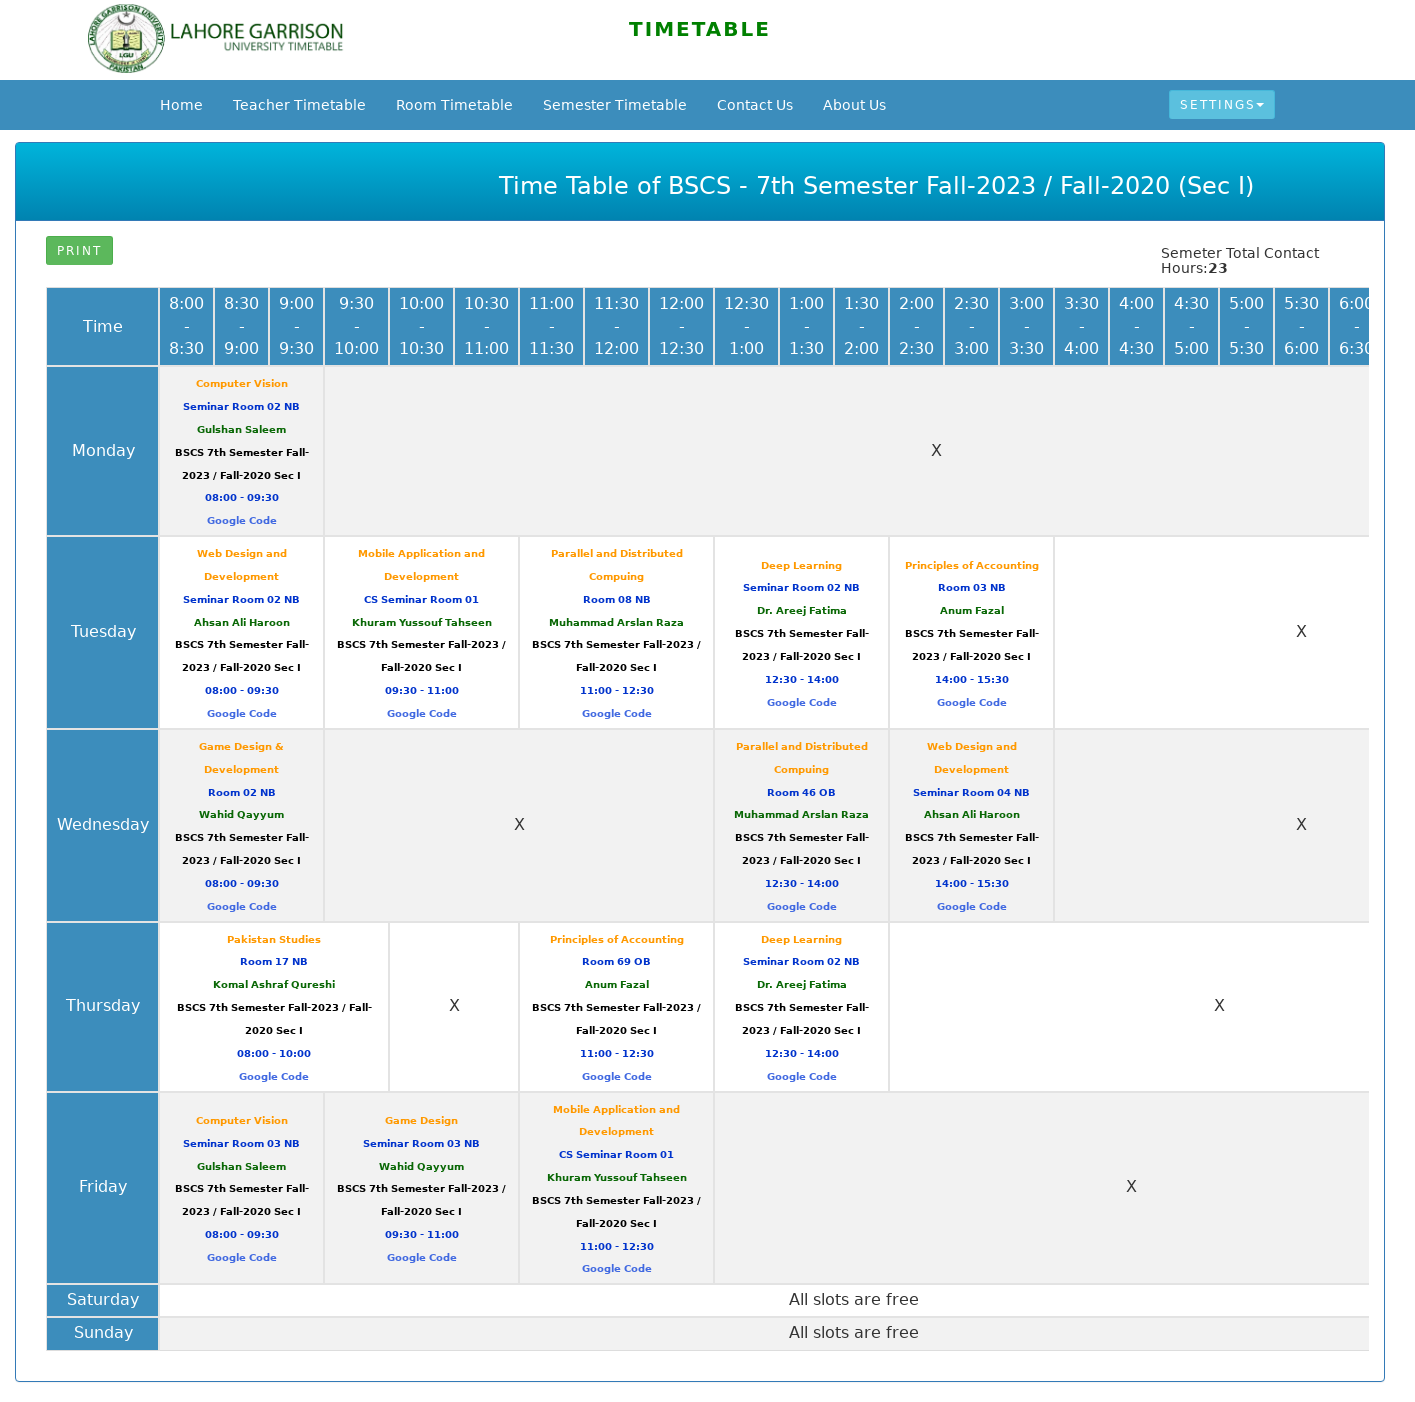 LAHORE GARRISON UNIVERSITY
LGU
PAKISTAN
LAHORE GARRISON
UNIVERSITY TIMETABLE
TIMETABLE
Home Teacher Timetable Room Timetable Semester Timetable Contact Us About Us SETTINGS
Time Table of BSCS - 7th Semester Fall-2023 / Fall-2020 (Sec I)
PRINT
Semeter Total Contact
Hours:23
Time
8:00 - 8:30
8:30 - 9:00
9:00 - 9:30
9:30 - 10:00
10:00 - 10:30
10:30 - 11:00
11:00 - 11:30
11:30 - 12:00
12:00 - 12:30
12:30 - 1:00
1:00 - 1:30
1:30 - 2:00
2:00 - 2:30
2:30 - 3:00
3:00 - 3:30
3:30 - 4:00
4:00 - 4:30
4:30 - 5:00
5:00 - 5:30
5:30 - 6:00
6:00 - 6:30
Monday
Computer Vision
Seminar Room 02 NB
Gulshan Saleem
BSCS 7th Semester Fall-
2023 / Fall-2020 Sec I
08:00 - 09:30
Google Code
X
Tuesday
Web Design and
Development
Seminar Room 02 NB
Ahsan Ali Haroon
BSCS 7th Semester Fall-
2023 / Fall-2020 Sec I
08:00 - 09:30
Google Code
Mobile Application and
Development
CS Seminar Room 01
Khuram Yussouf Tahseen
BSCS 7th Semester Fall-2023 /
Fall-2020 Sec I
09:30 - 11:00
Google Code
Parallel and Distributed
Compuing
Room 08 NB
Muhammad Arslan Raza
BSCS 7th Semester Fall-2023 /
Fall-2020 Sec I
11:00 - 12:30
Google Code
Deep Learning
Seminar Room 02 NB
Dr. Areej Fatima
BSCS 7th Semester Fall-
2023 / Fall-2020 Sec I
12:30 - 14:00
Google Code
Principles of Accounting
Room 03 NB
Anum Fazal
BSCS 7th Semester Fall-
2023 / Fall-2020 Sec I
14:00 - 15:30
Google Code
X
Wednesday
Game Design &
Development
Room 02 NB
Wahid Qayyum
BSCS 7th Semester Fall-
2023 / Fall-2020 Sec I
08:00 - 09:30
Google Code
X
Parallel and Distributed
Compuing
Room 46 OB
Muhammad Arslan Raza
BSCS 7th Semester Fall-
2023 / Fall-2020 Sec I
12:30 - 14:00
Google Code
Web Design and
Development
Seminar Room 04 NB
Ahsan Ali Haroon
BSCS 7th Semester Fall-
2023 / Fall-2020 Sec I
14:00 - 15:30
Google Code
X
Thursday
Pakistan Studies
Room 17 NB
Komal Ashraf Qureshi
BSCS 7th Semester Fall-2023 / Fall-
2020 Sec I
08:00 - 10:00
Google Code
X
Principles of Accounting
Room 69 OB
Anum Fazal
BSCS 7th Semester Fall-2023 /
Fall-2020 Sec I
11:00 - 12:30
Google Code
Deep Learning
Seminar Room 02 NB
Dr. Areej Fatima
BSCS 7th Semester Fall-
2023 / Fall-2020 Sec I
12:30 - 14:00
Google Code
X
Friday
Computer Vision
Seminar Room 03 NB
Gulshan Saleem
BSCS 7th Semester Fall-
2023 / Fall-2020 Sec I
08:00 - 09:30
Google Code
Game Design
Seminar Room 03 NB
Wahid Qayyum
BSCS 7th Semester Fall-2023 /
Fall-2020 Sec I
09:30 - 11:00
Google Code
Mobile Application and
Development
CS Seminar Room 01
Khuram Yussouf Tahseen
BSCS 7th Semester Fall-2023 /
Fall-2020 Sec I
11:00 - 12:30
Google Code
X
Saturday
All slots are free
Sunday
All slots are free